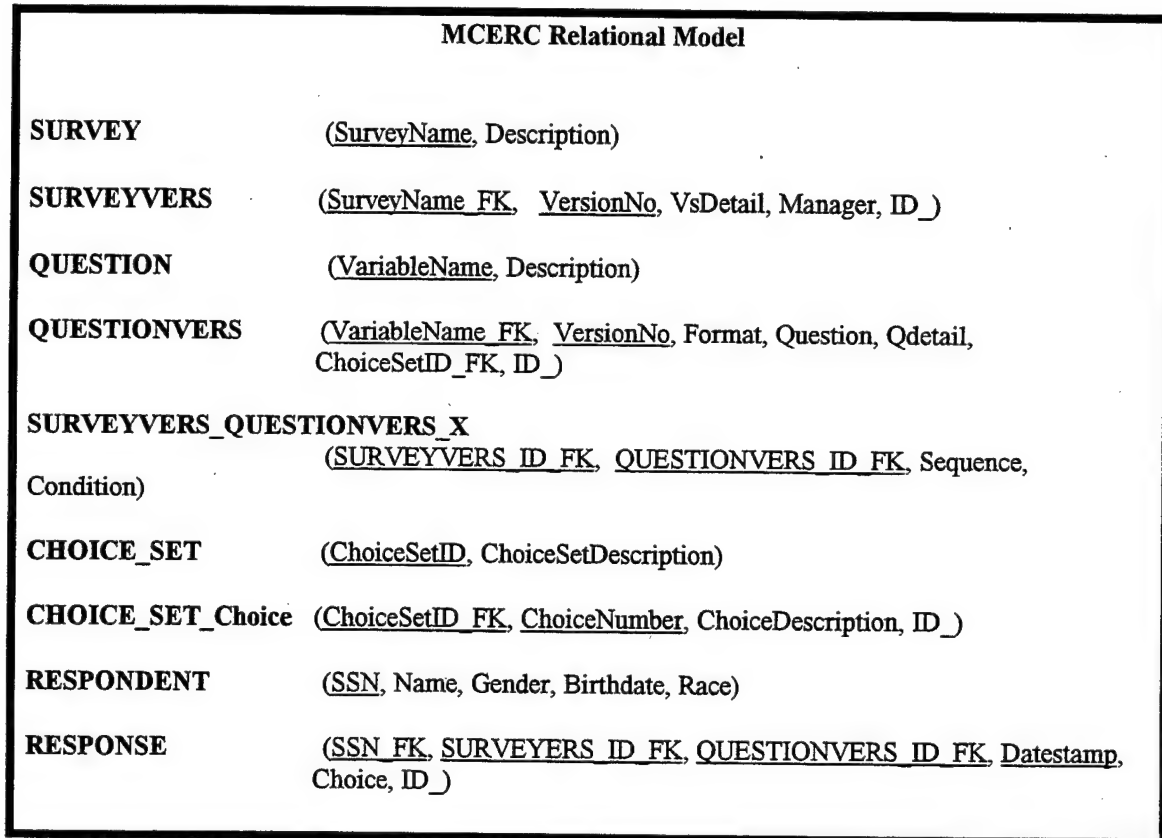 MCERC Relational Model
SURVEY (SurveyName, Description)
SURVEYVERS (SurveyName_FK, VersionNo, VsDetail, Manager, ID_)
QUESTION (VariableName, Description)
QUESTIONVERS (VariableName_FK, VersionNo, Format, Question, Qdetail,
ChoiceSetID_FK, ID_)
SURVEYVERS_QUESTIONVERS_X
(SURVEYVERS_ID_FK, QUESTIONVERS_ID_FK, Sequence,
Condition)
CHOICE_SET (ChoiceSetID, ChoiceSetDescription)
CHOICE_SET_Choice (ChoiceSetID_FK, ChoiceNumber, ChoiceDescription, ID_)
RESPONDENT (SSN, Name, Gender, Birthdate, Race)
RESPONSE (SSN_FK, SURVEYERS_ID_FK, QUESTIONVERS_ID_FK, Datestamp,
Choice, ID_)